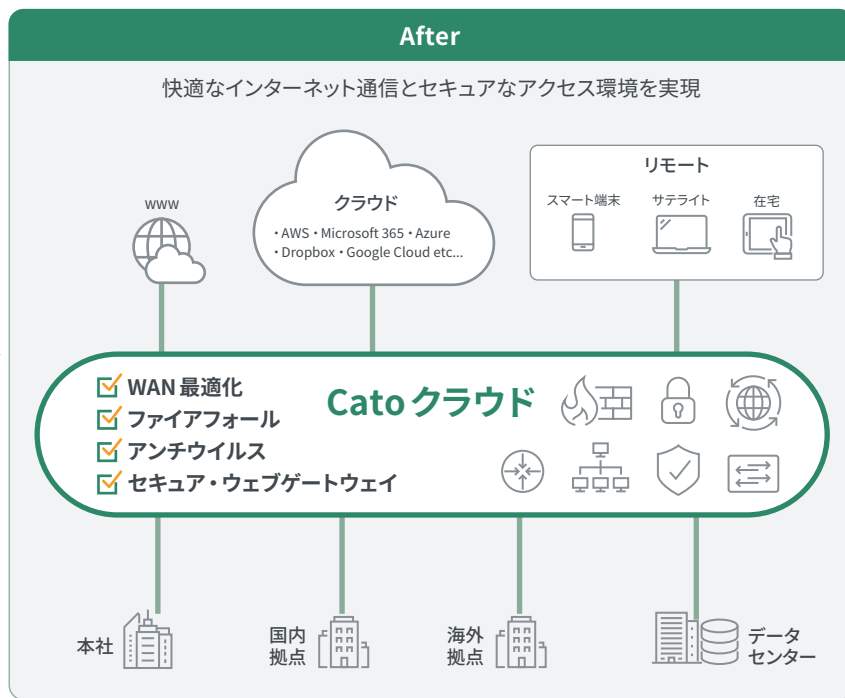 After
快適なインターネット通信とセキュアなアクセス環境を実現
www
クラウド
・AWS・Microsoft 365・Azure
・Dropbox・Google Cloud etc...
リモート
スマート端末
サテライト
在宅
WAN 最適化
ファイアフォール
アンチウイルス
セキュア・ウェブゲートウェイ
Cato クラウド
本社
国内
拠点
海外
拠点
データ
センター